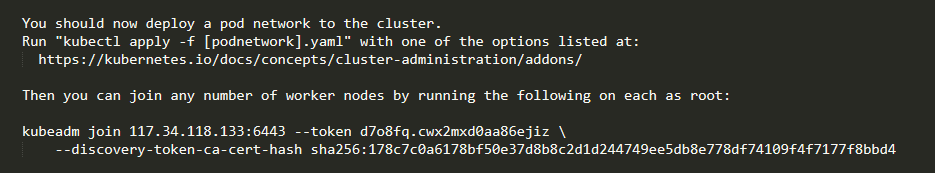 You should now deploy a pod network to the cluster.
Run "kubectl apply -f [podnetwork].yaml" with one of the options listed at:
https://kubernetes.io/docs/concepts/cluster-administration/addons/
Then you can join any number of worker nodes by running the following on each as root:
kubeadm join 117.34.118.133:6443 --token d7o8fq.cwx2mxd0aa86ejiz \
--discovery-token-ca-cert-hash sha256:178c7c0a6178bf50e37d8b8c2d1d244749ee5db8e778df74109f4f7177f8bbd4